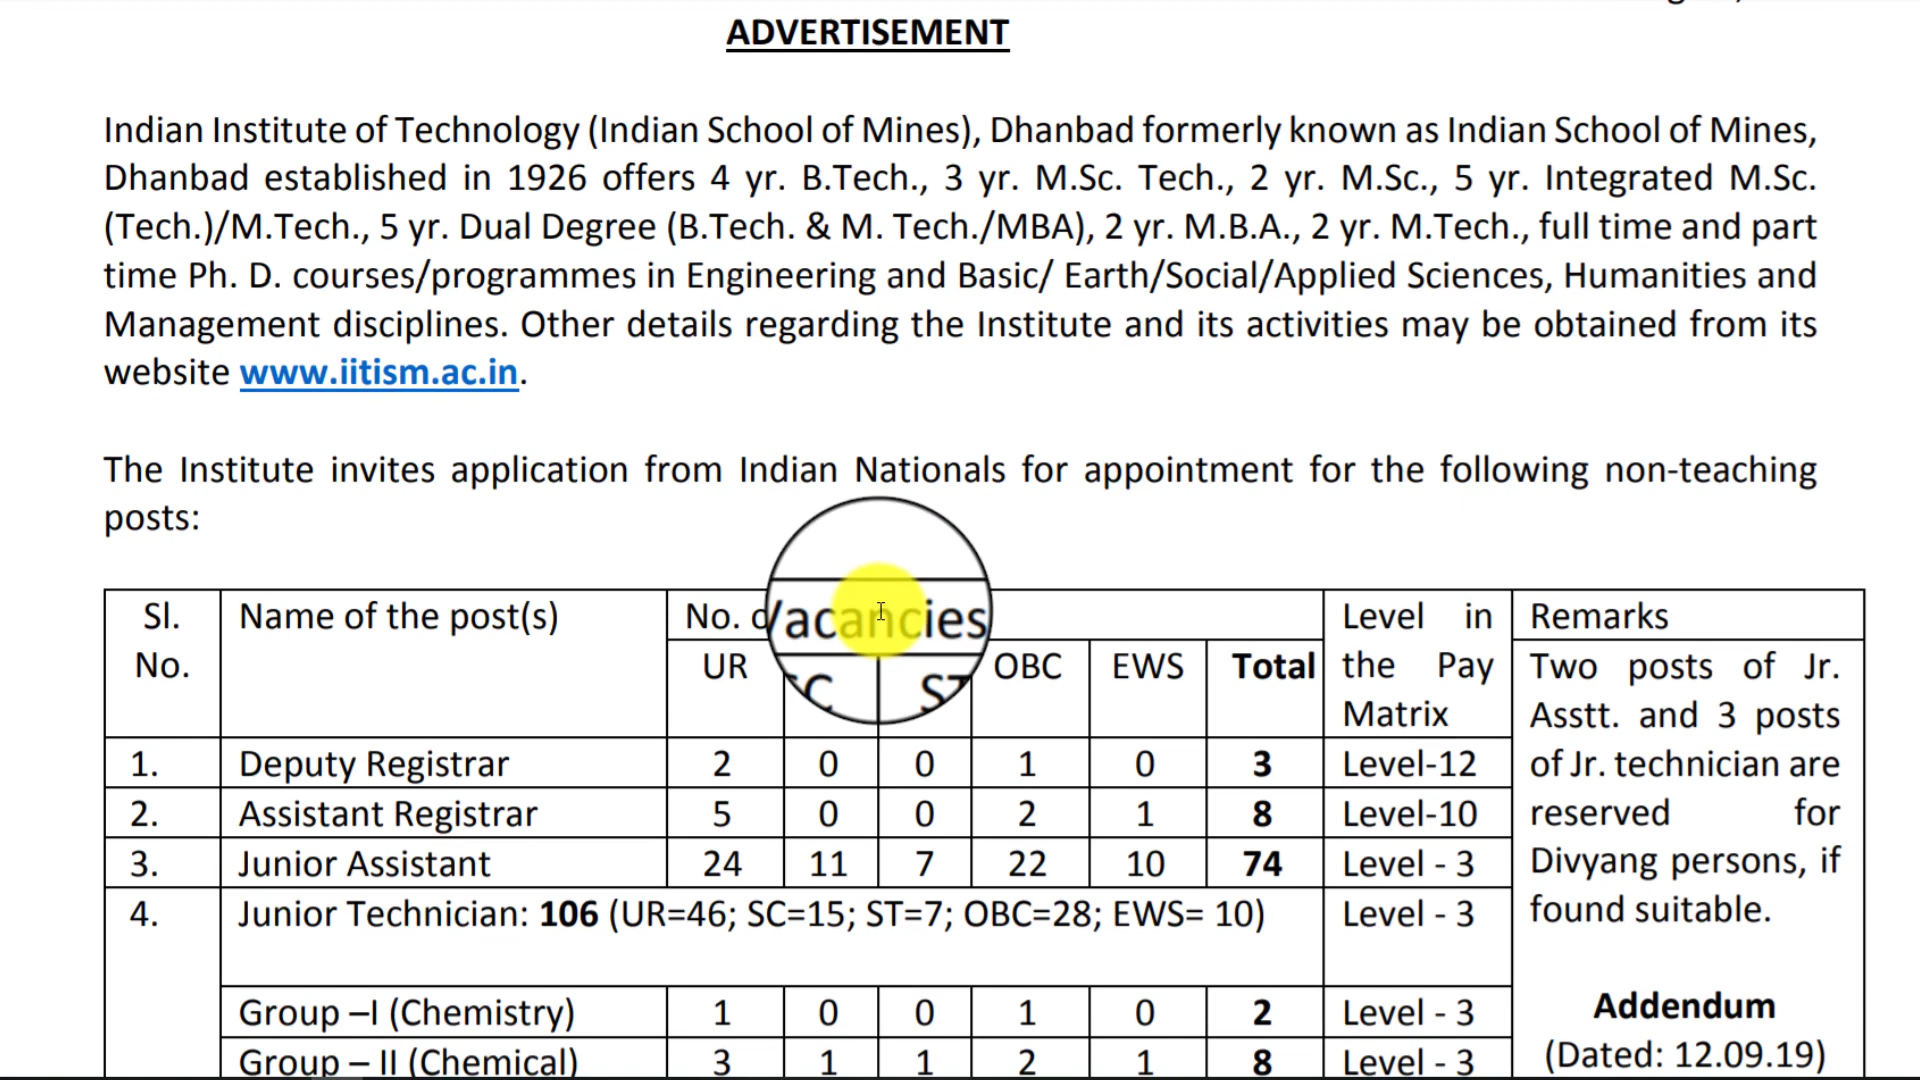 ADVERTISEMENT
Indian Institute of Technology (Indian School of Mines), Dhanbad formerly known as Indian School of Mines,
Dhanbad established in 1926 offers 4 yr. B.Tech., 3 yr. M.Sc. Tech., 2 yr. M.Sc., 5 yr. Integrated M.Sc.
(Tech.)/M.Tech., 5 yr. Dual Degree (B.Tech. & M. Tech./MBA), 2 yr. M.B.A., 2 yr. M.Tech., full time and part
time Ph. D. courses/programmes in Engineering and Basic/ Earth/Social/Applied Sciences, Humanities and
Management disciplines. Other details regarding the Institute and its activities may be obtained from its
website www.iitism.ac.in.
The Institute invites application from Indian Nationals for appointment for the following non-teaching
posts:
Sl. No. Name of the post(s) No. Vacancies Level in the Pay Matrix Remarks
UR SC ST OBC EWS Total
1. Deputy Registrar 2 0 0 1 0 3 Level-12
2. Assistant Registrar 5 0 0 2 1 8 Level-10
3. Junior Assistant 24 11 7 22 10 74 Level - 3
4. Junior Technician: 106 (UR=46; SC=15; ST=7; OBC=28; EWS= 10) Level - 3
Group –I (Chemistry) 1 0 0 1 0 2 Level - 3
Group – II (Chemical) 3 1 1 2 1 8 Level - 3
Two posts of Jr.
Asstt. and 3 posts
of Jr. technician are
reserved for
Divyang persons, if
found suitable.
Addendum
(Dated: 12.09.19)